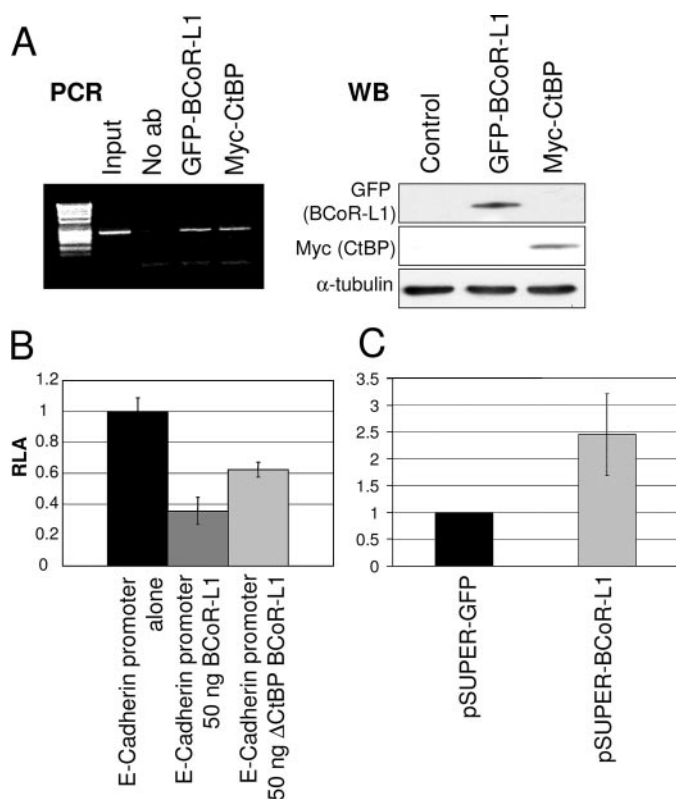 A
PCR
Input
No ab
GFP-BCoR-L1
Myc-CtBP
WB
Control
GFP-BCoR-L1
Myc-CtBP
GFP
(BCoR-L1)
Myc (CtBP)
α-tubulin
B
RLA
1.2
1
0.8
0.6
0.4
0.2
0
E-Cadherin promoter
alone
E-Cadherin promoter
50 ng BCoR-L1
E-Cadherin promoter
50 ng ΔCtBP BCoR-L1
C
3.5
3
2.5
2
1.5
1
0.5
0
pSUPER-GFP
pSUPER-BCoR-L1